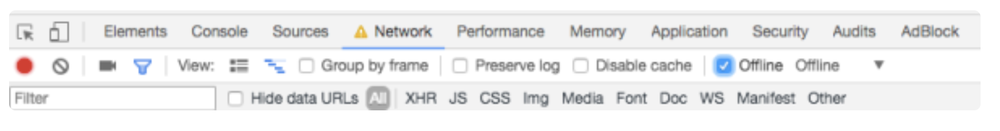 Elements Console Sources Network Performance Memory Application Security Audits AdBlock
View: Group by frame Preserve log Disable cache Offline Offline
Filter Hide data URLs All XHR JS CSS Img Media Font Doc WS Manifest Other